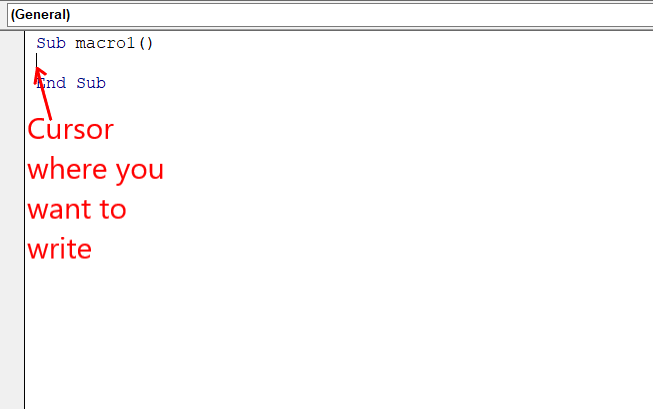 (General)
Sub macro1()
End Sub
Cursor
where you
want to
write